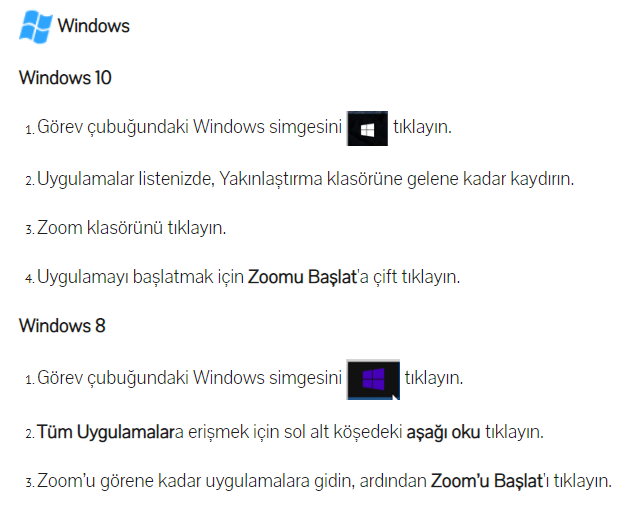 Windows
Windows 10
1. Görev çubuğundaki Windows simgesini tıklayın.
2. Uygulamalar listenizde, Yakınlaştırma klasörüne gelene kadar kaydırın.
3. Zoom klasörünü tıklayın.
4. Uygulamayı başlatmak için Zoomu Başlat'a çift tıklayın.
Windows 8
1. Görev çubuğundaki Windows simgesini tıklayın.
2. Tüm Uygulamalara erişmek için sol alt köşedeki aşağı oku tıklayın.
3. Zoom'u görene kadar uygulamalara gidin, ardından Zoom'u Başlat'ı tıklayın.